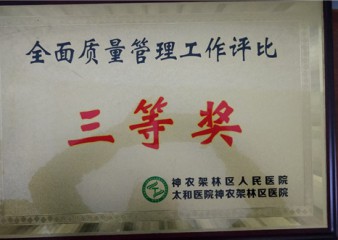 全面质量管理工作评比
三等奖
神农架林区人民医院
太和医院神农架林区医院